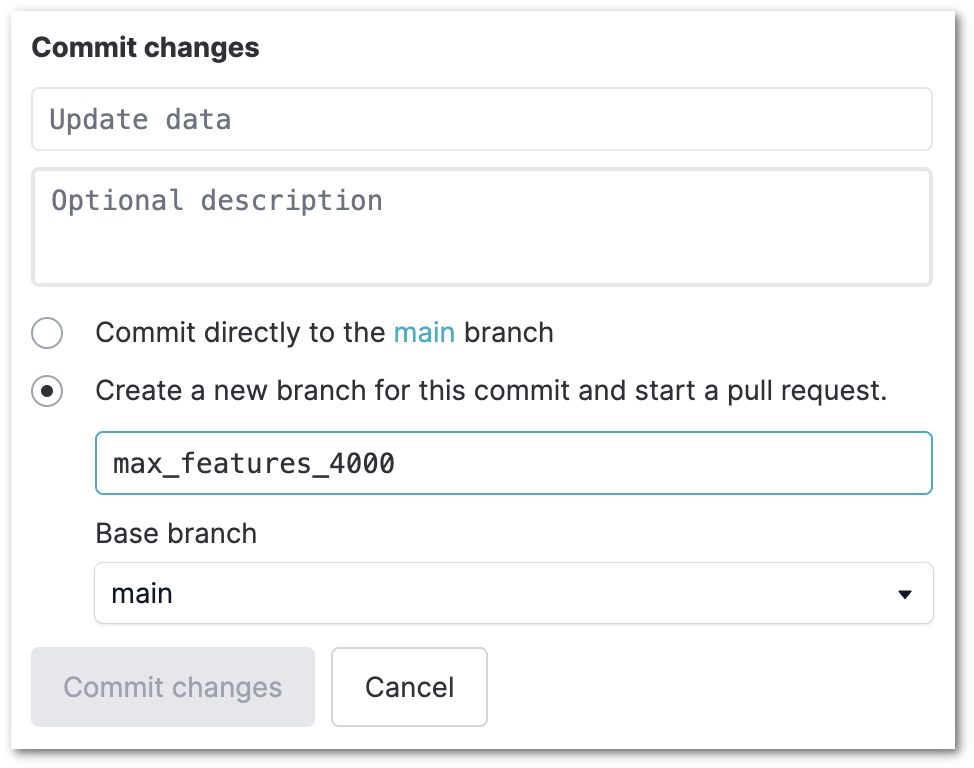 Commit changes
Update data
Optional description
Commit directly to the main branch
Create a new branch for this commit and start a pull request.
max_features_4000
Base branch
main
Commit changes
Cancel